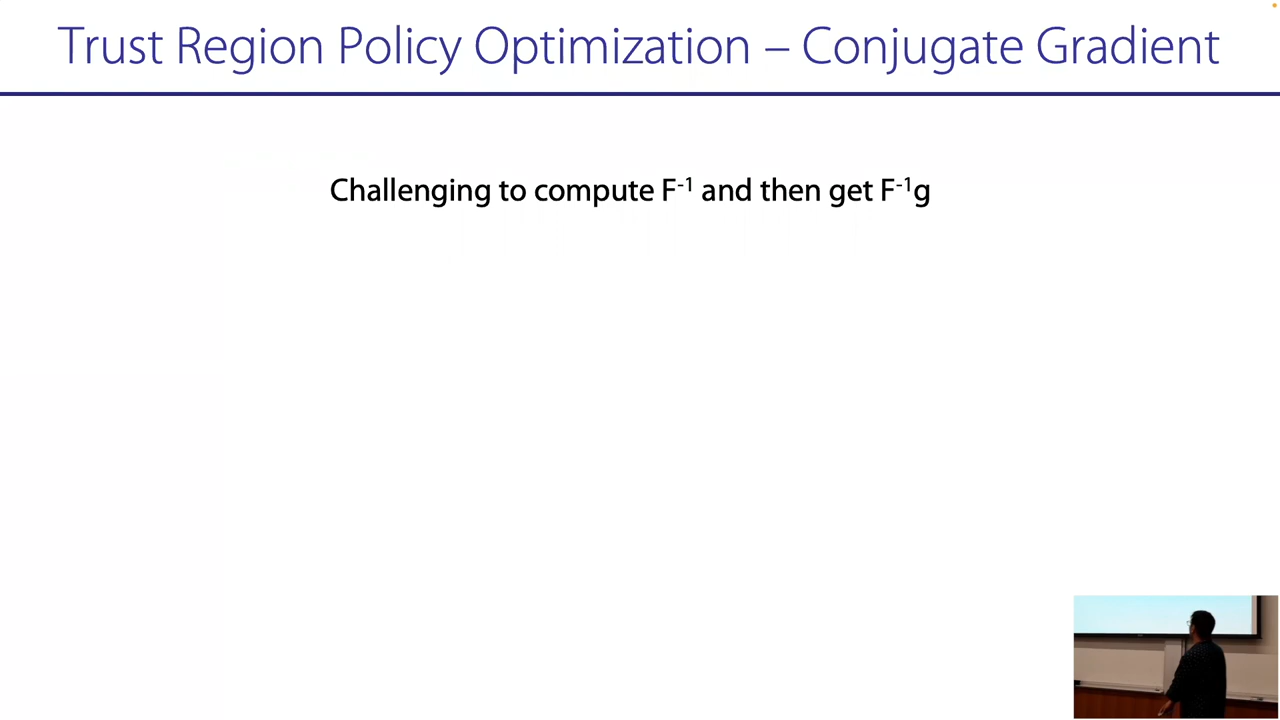 Trust Region Policy Optimization – Conjugate Gradient
Challenging to compute F⁻¹ and then get F⁻¹g